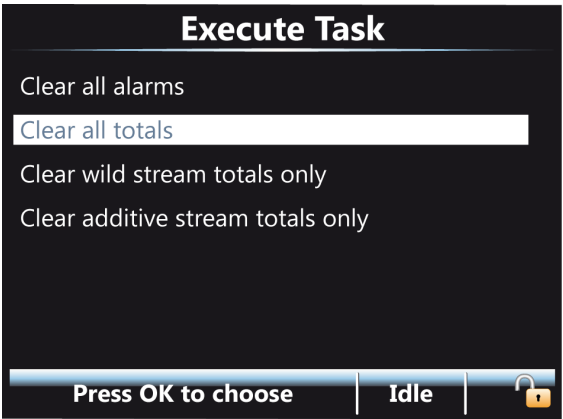 Execute Task
Clear all alarms
Clear all totals
Clear wild stream totals only
Clear additive stream totals only
Press OK to choose Idle